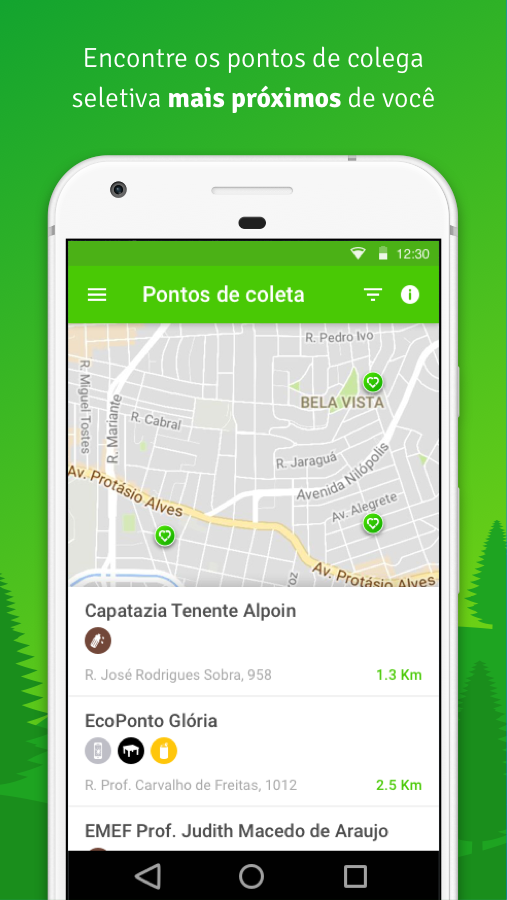 Encontre os pontos de colega
seletiva mais próximos de você
12:30
Pontos de coleta
R. Pedro Ivo
R. Miguel Tostes
R. Mariante
BELA VISTA
R. Cabral
R. Jaraguá
Avenida Nilópolis
Av. Protásio Alves
Av. Alegrete
oz
Av. Protásio Alves
Capatazia Tenente Alpoin
R. José Rodrigues Sobra, 958
1.3 Km
EcoPonto Glória
R. Prof. Carvalho de Freitas, 1012
2.5 Km
EMEF Prof. Judith Macedo de Araujo